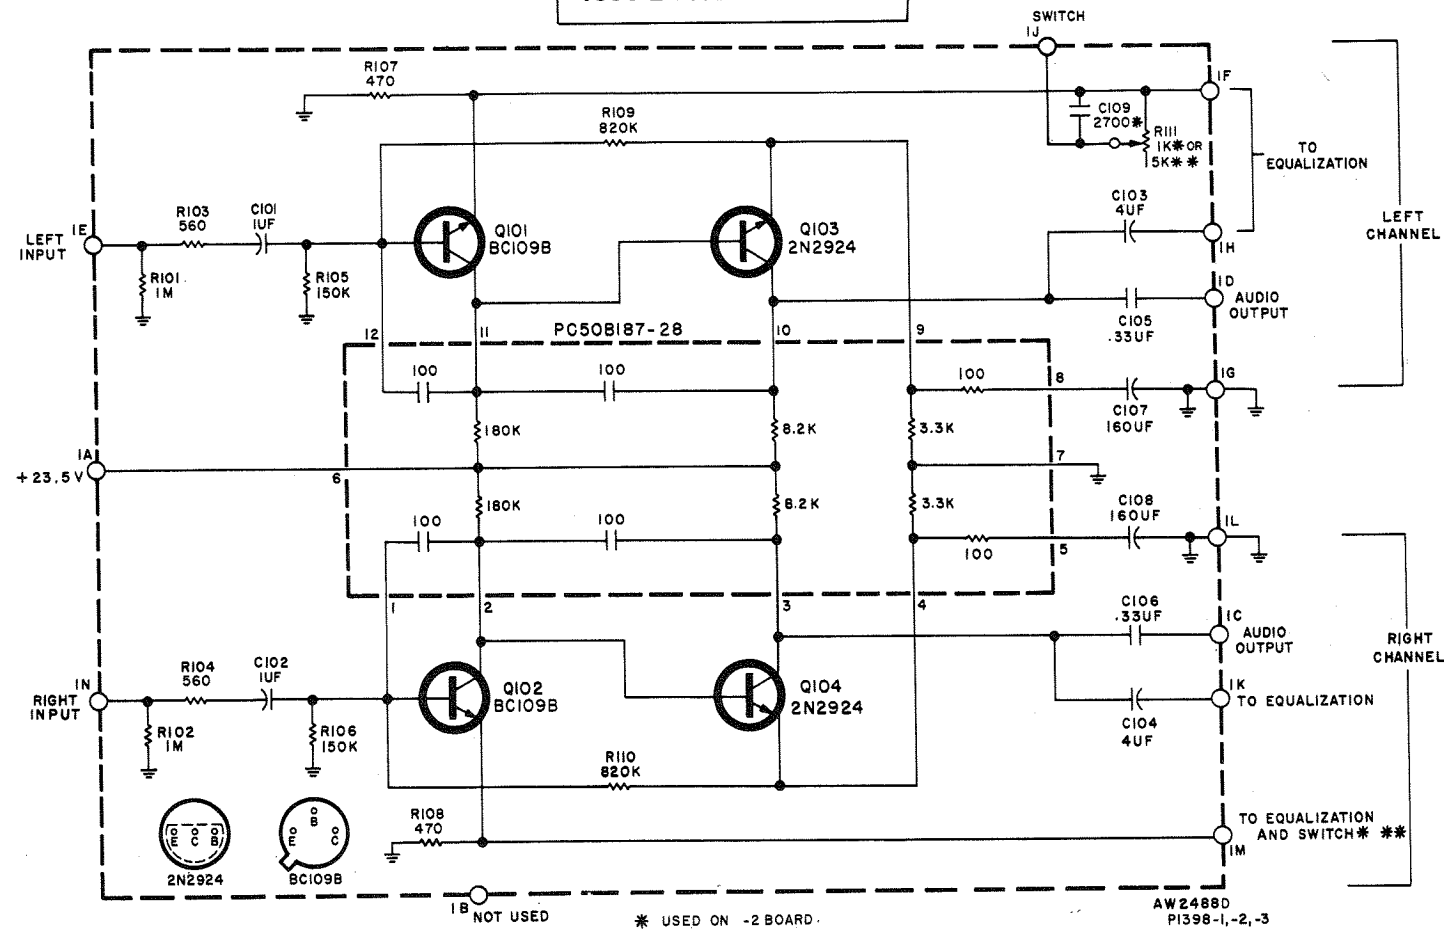 SWITCH
1J
R107
470
1F
R109
820K
C109
2700*
R111
1K* OR
5K**
TO
EQUALIZATION
R103
560
C101
1UF
C103
4UF
1E
LEFT
INPUT
Q101
BC109B
Q103
2N2924
LEFT
CHANNEL
1H
R101
1M
R105
150K
1D
AUDIO
OUTPUT
C105
.33UF
PC50B187-28
12
11
10
9
100
100
100
8
1G
C107
160UF
180K
8.2K
3.3K
1A
+23.5V
6
7
180K
8.2K
3.3K
C108
160UF
1L
100
100
100
5
1
2
3
4
C106
.33UF
1C
AUDIO
OUTPUT
RIGHT
CHANNEL
R104
560
C102
1UF
1N
RIGHT
INPUT
Q102
BC109B
Q104
2N2924
1K
TO EQUALIZATION
C104
4UF
R102
1M
R106
150K
R110
820K
R108
470
TO EQUALIZATION
AND SWITCH* **
1M
E C B
2N2924
B
E C
BC109B
1B
NOT USED
* USED ON -2 BOARD.
AW2488D
P1398-1,-2,-3